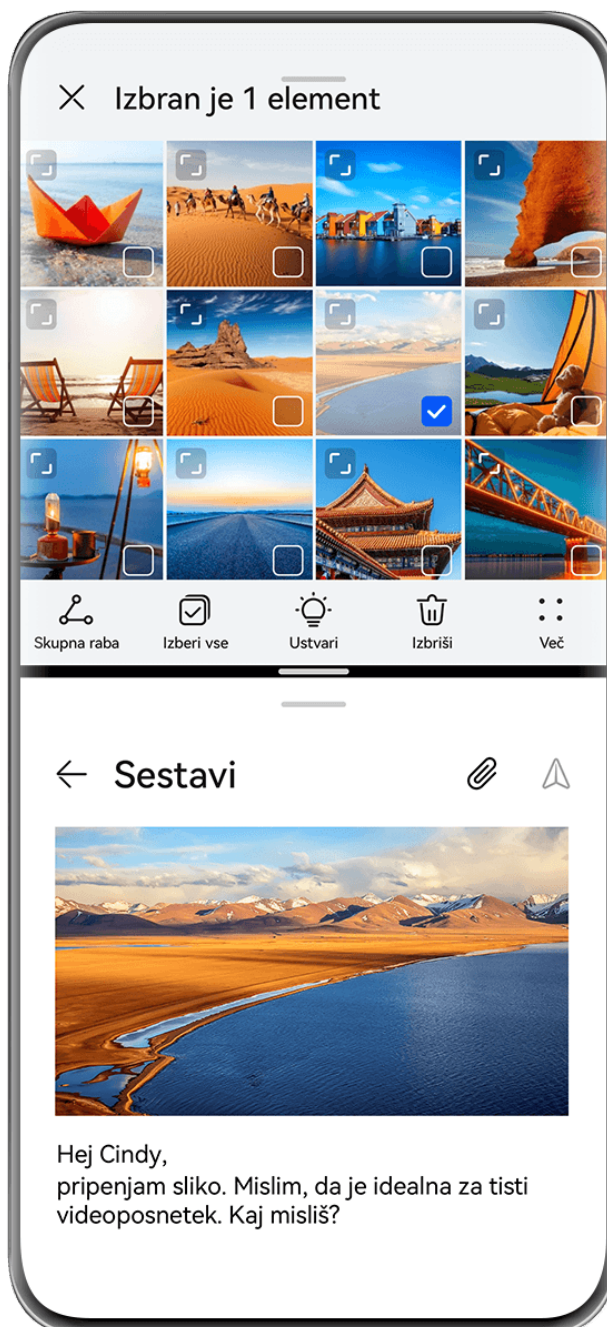 Izbran je 1 element
Skupna raba
Izberi vse
Ustvari
Izbriši
Več
Sestavi
Hej Cindy,
pripenjam sliko. Mislim, da je idealna za tisti
videoposnetek. Kaj misliš?